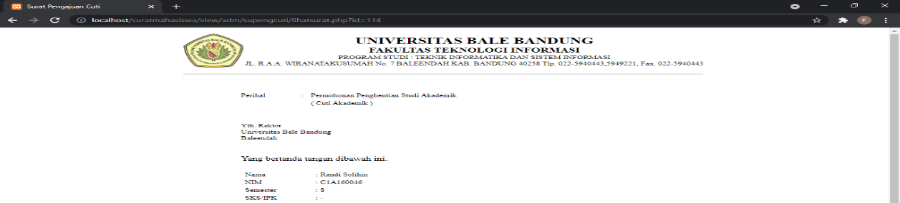 Surat Pengajuan Cuti
localhost/suratmahasiswa/view/adm/supengcuti/lihatsurat.php?id=114
UNIVERSITAS BALE BANDUNG
FAKULTAS TEKNOLOGI INFORMASI
PROGRAM STUDI : TEKNIK INFORMATIKA DAN SISTEM INFORMASI
JL. R.A.A. WIRANATAKUSUMAH No. 7 BALEENDAH KAB. BANDUNG 40258 Tlp. 022-5940443,5949221, Fax. 022-5940443
Perihal : Permohonan Penghentian Studi Akademik
( Cuti Akademik )
Yth. Rektor
Universitas Bale Bandung
Baleendah
Yang bertanda tangan dibawah ini.
Nama : Randi Solihin
NIM : C1A160046
Semester : 8
SKS/IPK : -